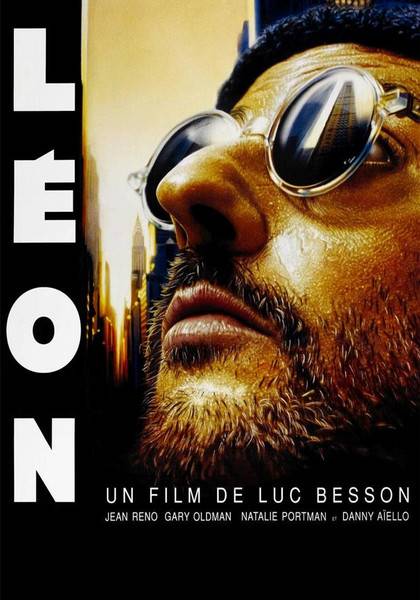 LÉON
UN FILM DE LUC BESSON
JEAN RENO GARY OLDMAN NATALIE PORTMAN ET DANNY AÏELLO